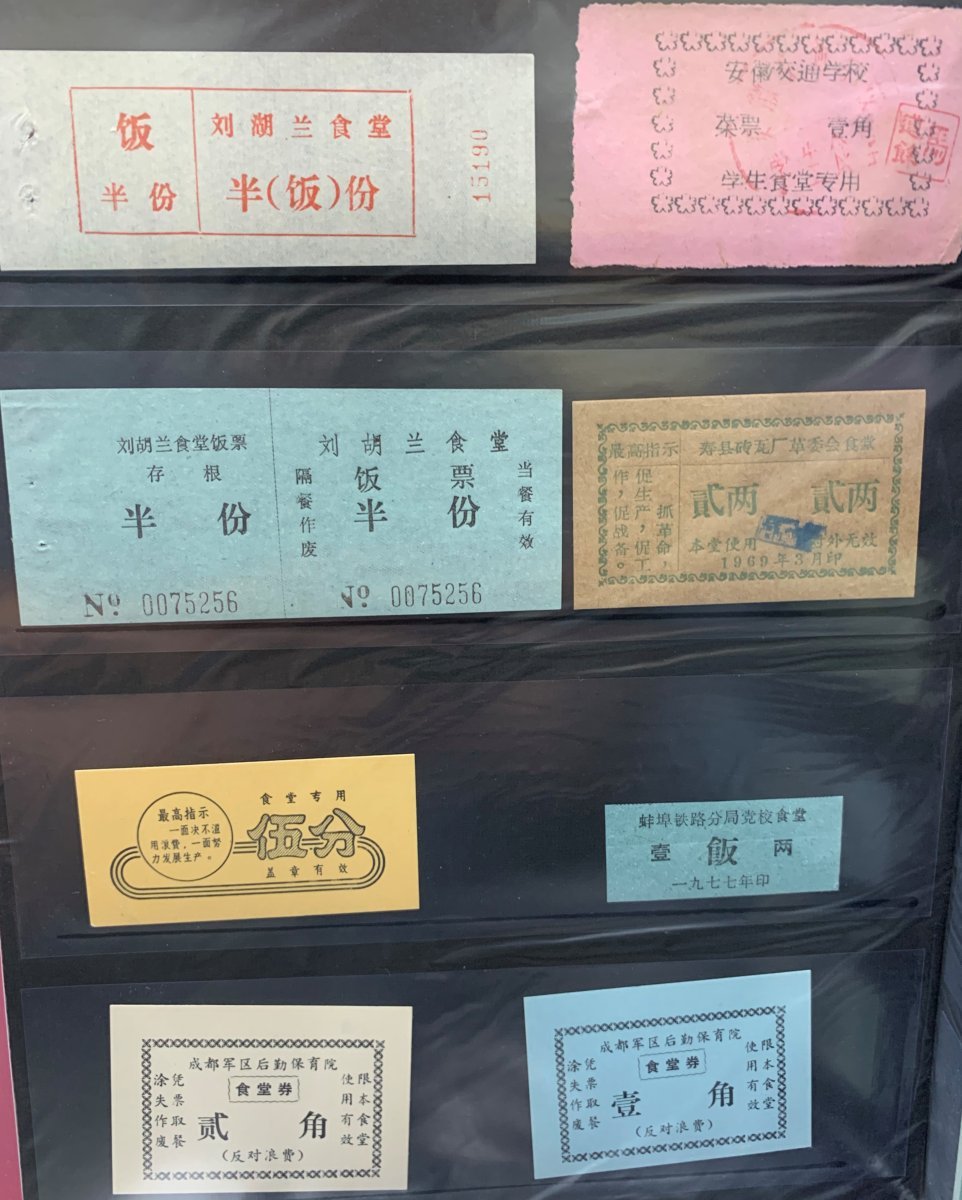 饭
半份
刘湖兰食堂
半(饭)份
15190
安徽交通学校
菜票 壹角
学生食堂专用
刘胡兰食堂饭票
存根
半份
No 0075256
刘胡兰食堂
隔餐作废
饭票
半份
当餐有效
No 0075256
最高指示
抓革命,
促生产,促工
作,促战备。
寿县砖瓦厂革委会食堂
貳两 貳两
本堂使用 外无效
1969年3月印
最高指示
一面决不滥
用浪费,一面努
力发展生产。
食堂专用
伍分
盖章有效
蚌埠铁路分局党校食堂
壹飯两
一九七七年印
成都军区后勤保育院
食堂券
凭票取餐
涂失作废
贰角
限本食堂
使用有效
(反对浪费)
成都军区后勤保育院
食堂券
凭票取餐
涂失作废
壹角
限本食堂
使用有效
(反对浪费)